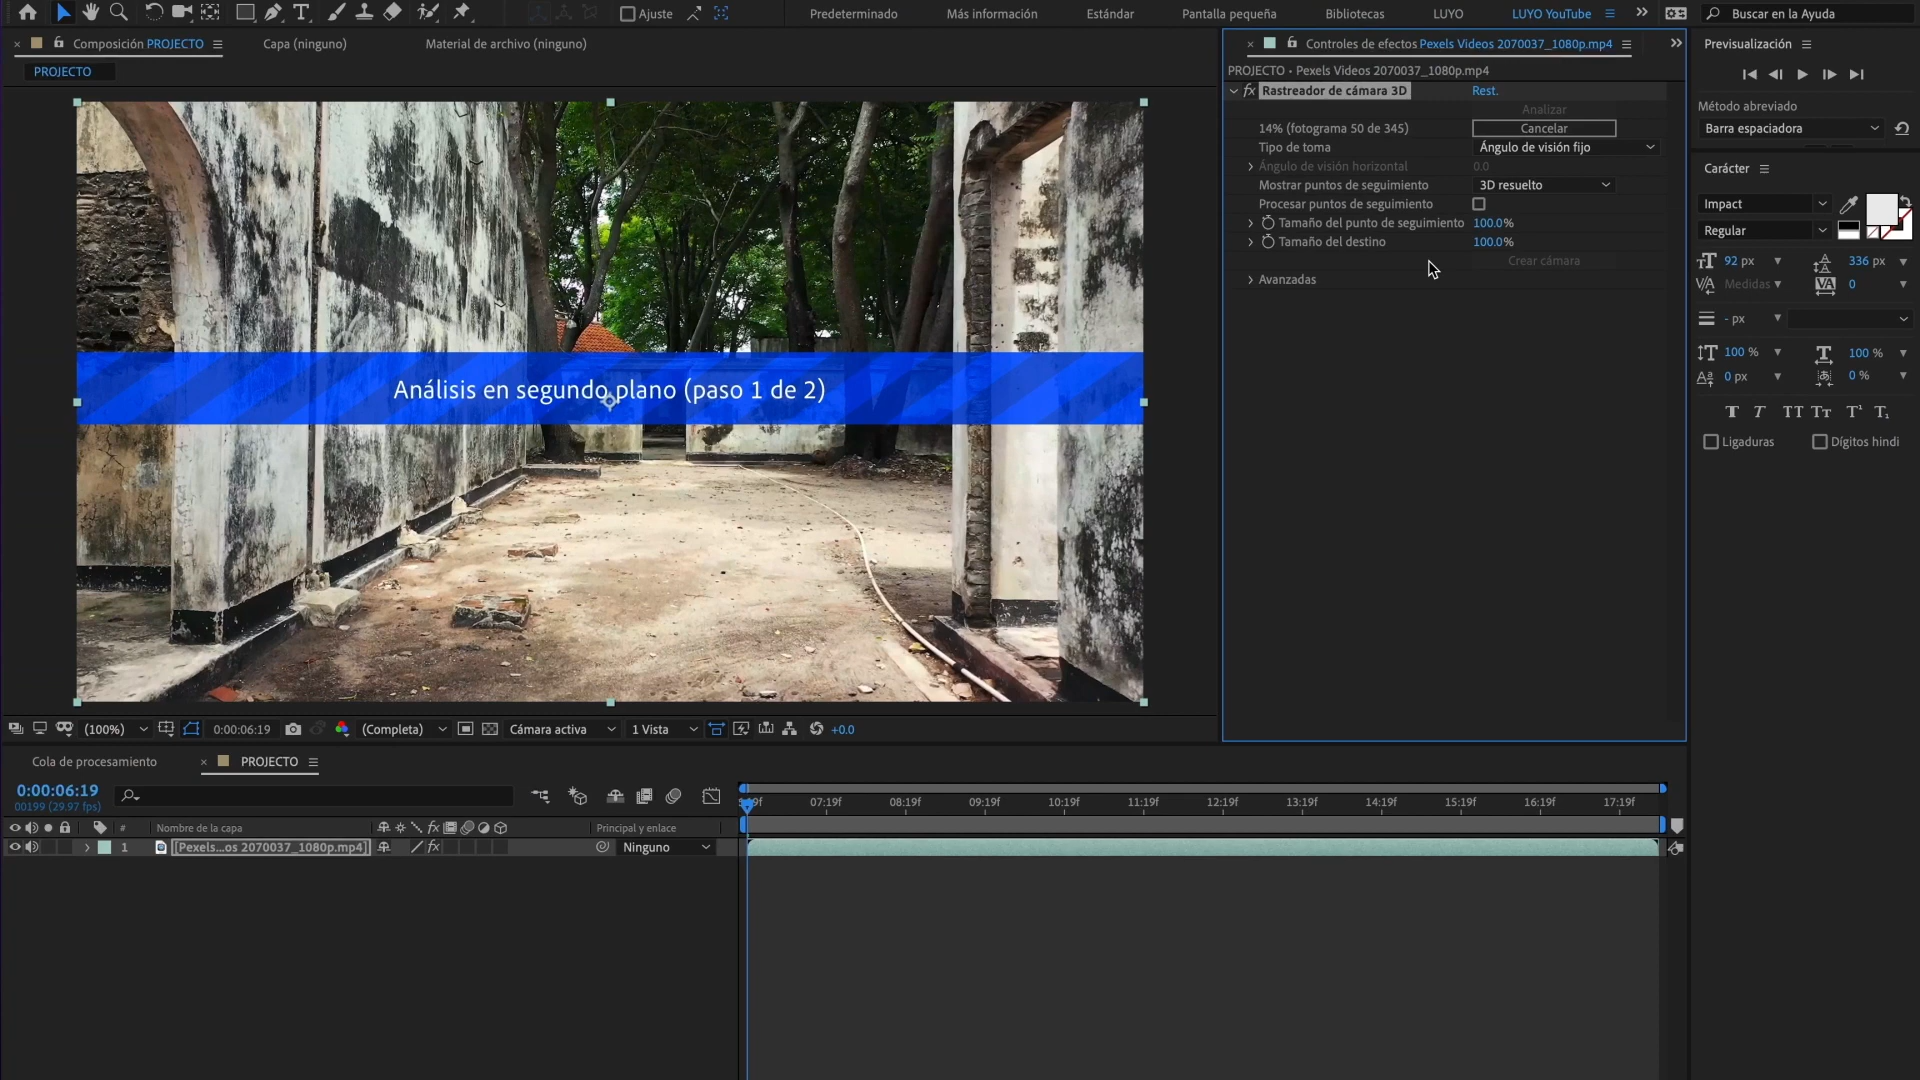 Ajuste
Predeterminado
Más información
Estándar
Pantalla pequeña
Bibliotecas
LUYO
LUYO YouTube
Buscar en la Ayuda
Composición PROJECTO
Capa (ninguno)
Material de archivo (ninguno)
PROJECTO
Controles de efectos Pexels Videos 2070037_1080p.mp4
PROJECTO • Pexels Videos 2070037_1080p.mp4
fx Rastreador de cámara 3D Rest.
Analizar
14% (fotograma 50 de 345) Cancelar
Tipo de toma Ángulo de visión fijo
Ángulo de visión horizontal 0.0
Mostrar puntos de seguimiento 3D resuelto
Procesar puntos de seguimiento
Tamaño del punto de seguimiento 100.0%
Tamaño del destino 100.0%
Crear cámara
Avanzadas
Previsualización
Método abreviado
Barra espaciadora
Carácter
Impact
Regular
92 px 336 px
Medidas 0
- px
100 % 100 %
0 px 0 %
Ligaduras Dígitos hindi
Análisis en segundo plano (paso 1 de 2)
(100%) 0:00:06:19 (Completa) Cámara activa 1 Vista +0.0
Cola de procesamiento
PROJECTO
0:00:06:19
00199 (29.97 fps)
07:19f 08:19f 09:19f 10:19f 11:19f 12:19f 13:19f 14:19f 15:19f 16:19f 17:19f
# Nombre de la capa fx Principal y enlace
1 [Pexels...os 2070037_1080p.mp4] fx Ninguno